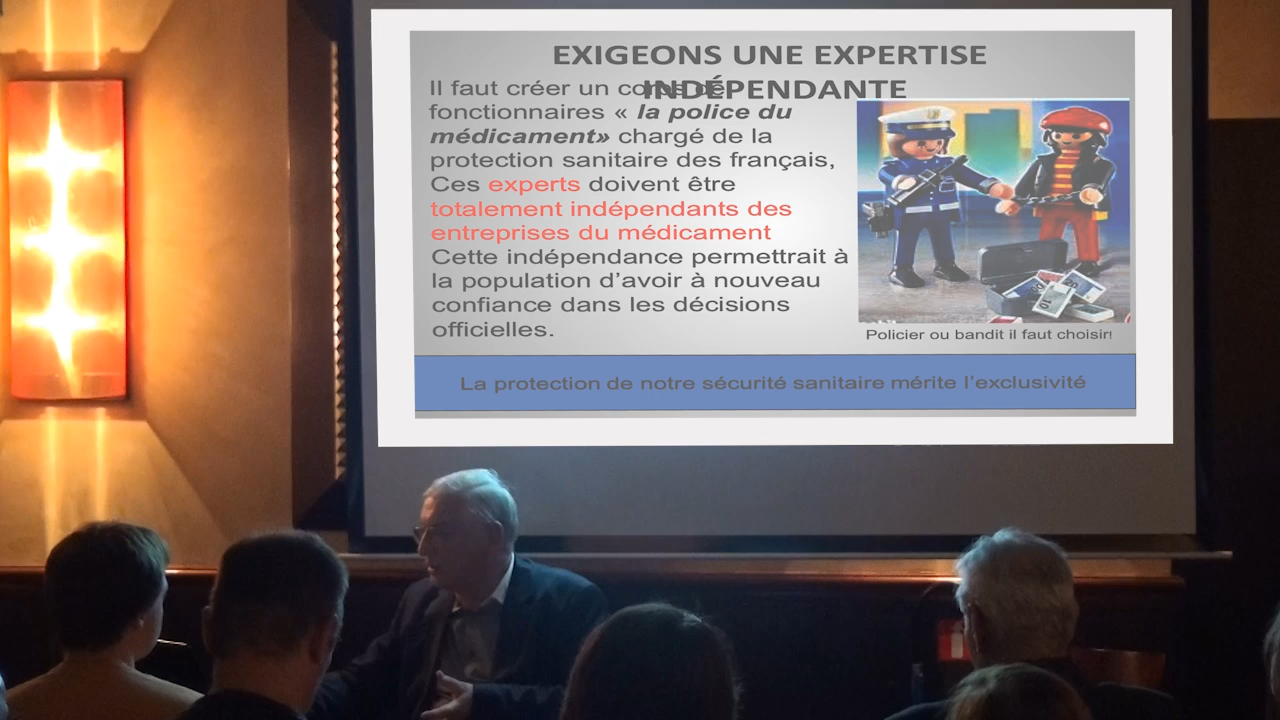 EXIGEONS UNE EXPERTISE
INDÉPENDANTE
Il faut créer un corps de
fonctionnaires « la police du
médicament» chargé de la
protection sanitaire des français,
Ces experts doivent être
totalement indépendants des
entreprises du médicament
Cette indépendance permettrait à
la population d’avoir à nouveau
confiance dans les décisions
officielles.
Policier ou bandit il faut choisir!
La protection de notre sécurité sanitaire mérite l’exclusivité